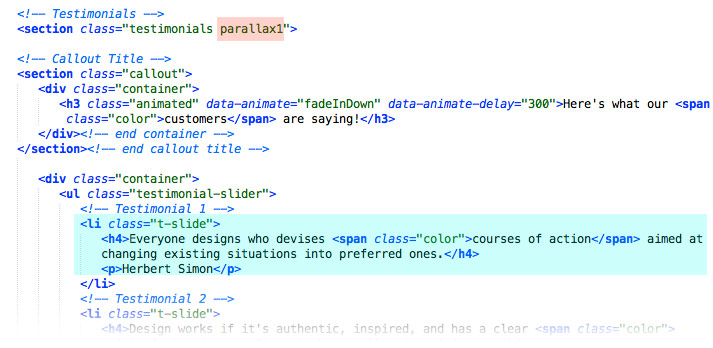 <!-- Testimonials -->
<section class="testimonials parallax1">
<!-- Callout Title -->
<section class="callout">
<div class="container">
<h3 class="animated" data-animate="fadeInDown" data-animate-delay="300">Here's what our <span
class="color">customers</span> are saying!</h3>
</div><!-- end container -->
</section><!-- end callout title -->
<div class="container">
<ul class="testimonial-slider">
<!-- Testimonial 1 -->
<li class="t-slide">
<h4>Everyone designs who devises <span class="color">courses of action</span> aimed at
changing existing situations into preferred ones.</h4>
<p>Herbert Simon</p>
</li>
<!-- Testimonial 2 -->
<li class="t-slide">
<h4>Design works if it's authentic, inspired, and has a clear <span class="color">